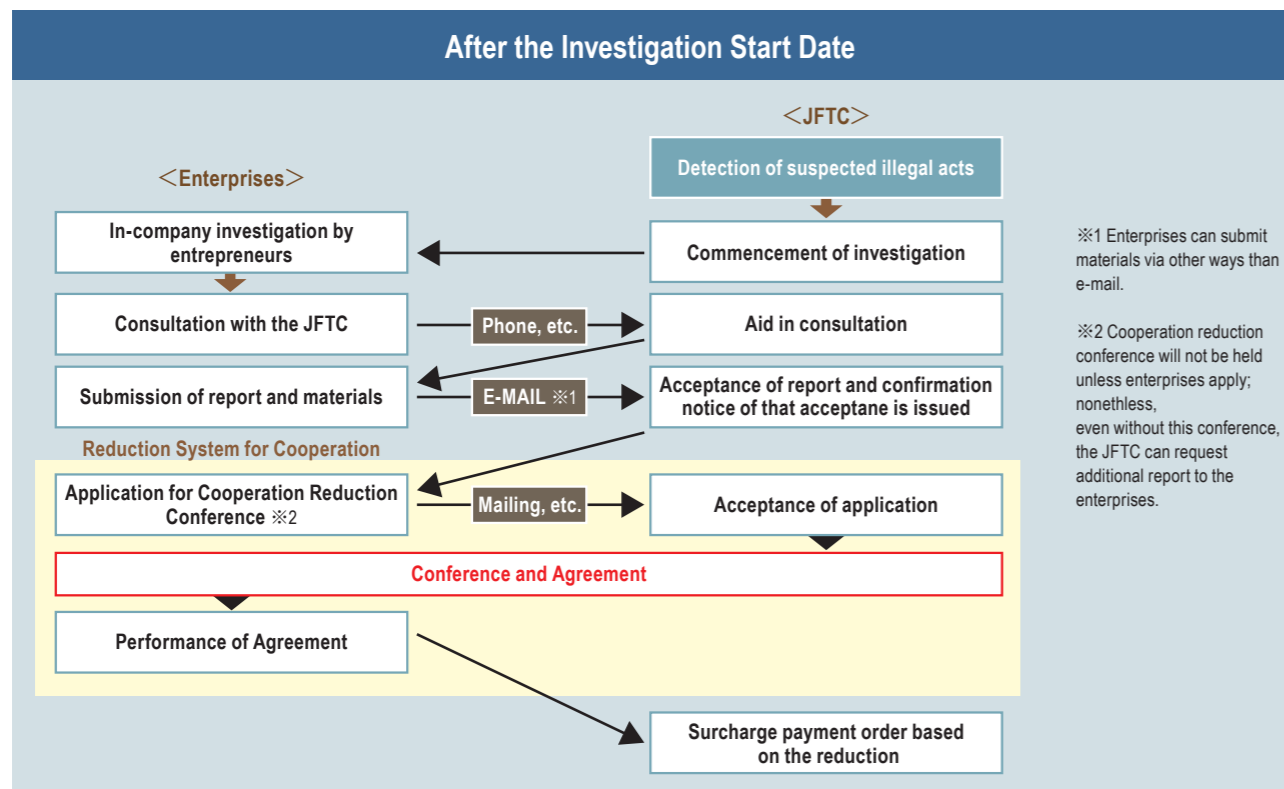 After the Investigation Start Date
＜JFTC＞
Detection of suspected illegal acts
＜Enterprises＞
In-company investigation by
entrepreneurs
Commencement of investigation
Consultation with the JFTC
Phone, etc.
Aid in consultation
Submission of report and materials
E-MAIL ※1
Acceptance of report and confirmation
notice of that acceptane is issued
Reduction System for Cooperation
Application for Cooperation Reduction
Conference ※2
Mailing, etc.
Acceptance of application
Conference and Agreement
Performance of Agreement
Surcharge payment order based
on the reduction
※1 Enterprises can submit
materials via other ways than
e-mail.
※2 Cooperation reduction
conference will not be held
unless enterprises apply;
nonethless,
even without this conference,
the JFTC can request
additional report to the
enterprises.